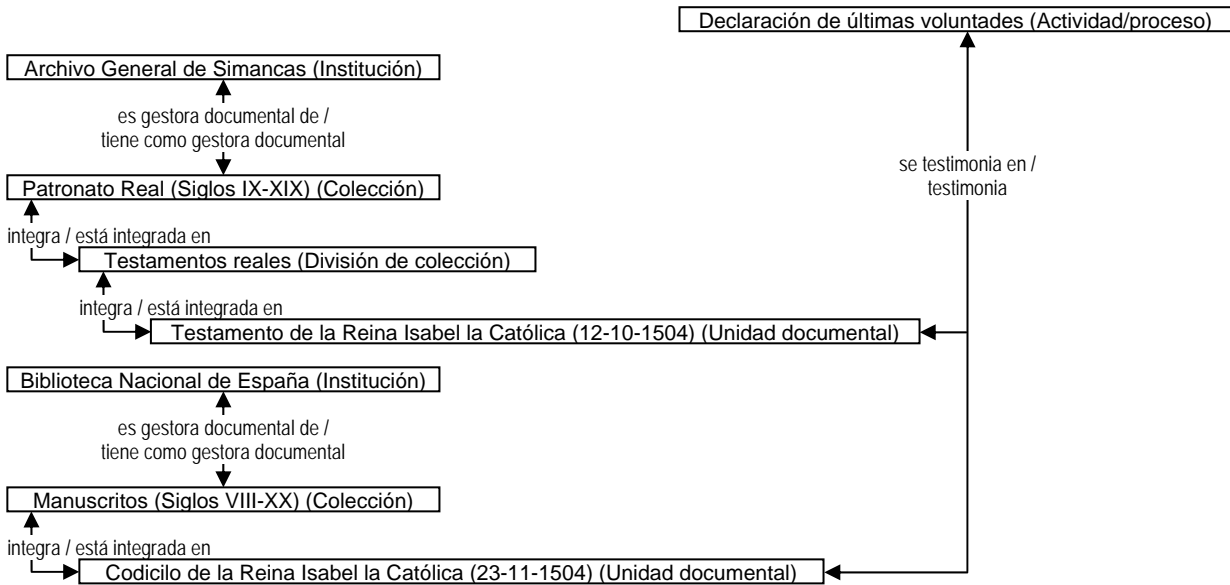 Declaración de últimas voluntades (Actividad/proceso)
Archivo General de Simancas (Institución)
es gestora documental de /
tiene como gestora documental
se testimonia en /
testimonia
Patronato Real (Siglos IX-XIX) (Colección)
integra / está integrada en
Testamentos reales (División de colección)
integra / está integrada en
Testamento de la Reina Isabel la Católica (12-10-1504) (Unidad documental)
Biblioteca Nacional de España (Institución)
es gestora documental de /
tiene como gestora documental
Manuscritos (Siglos VIII-XX) (Colección)
integra / está integrada en
Codicilo de la Reina Isabel la Católica (23-11-1504) (Unidad documental)